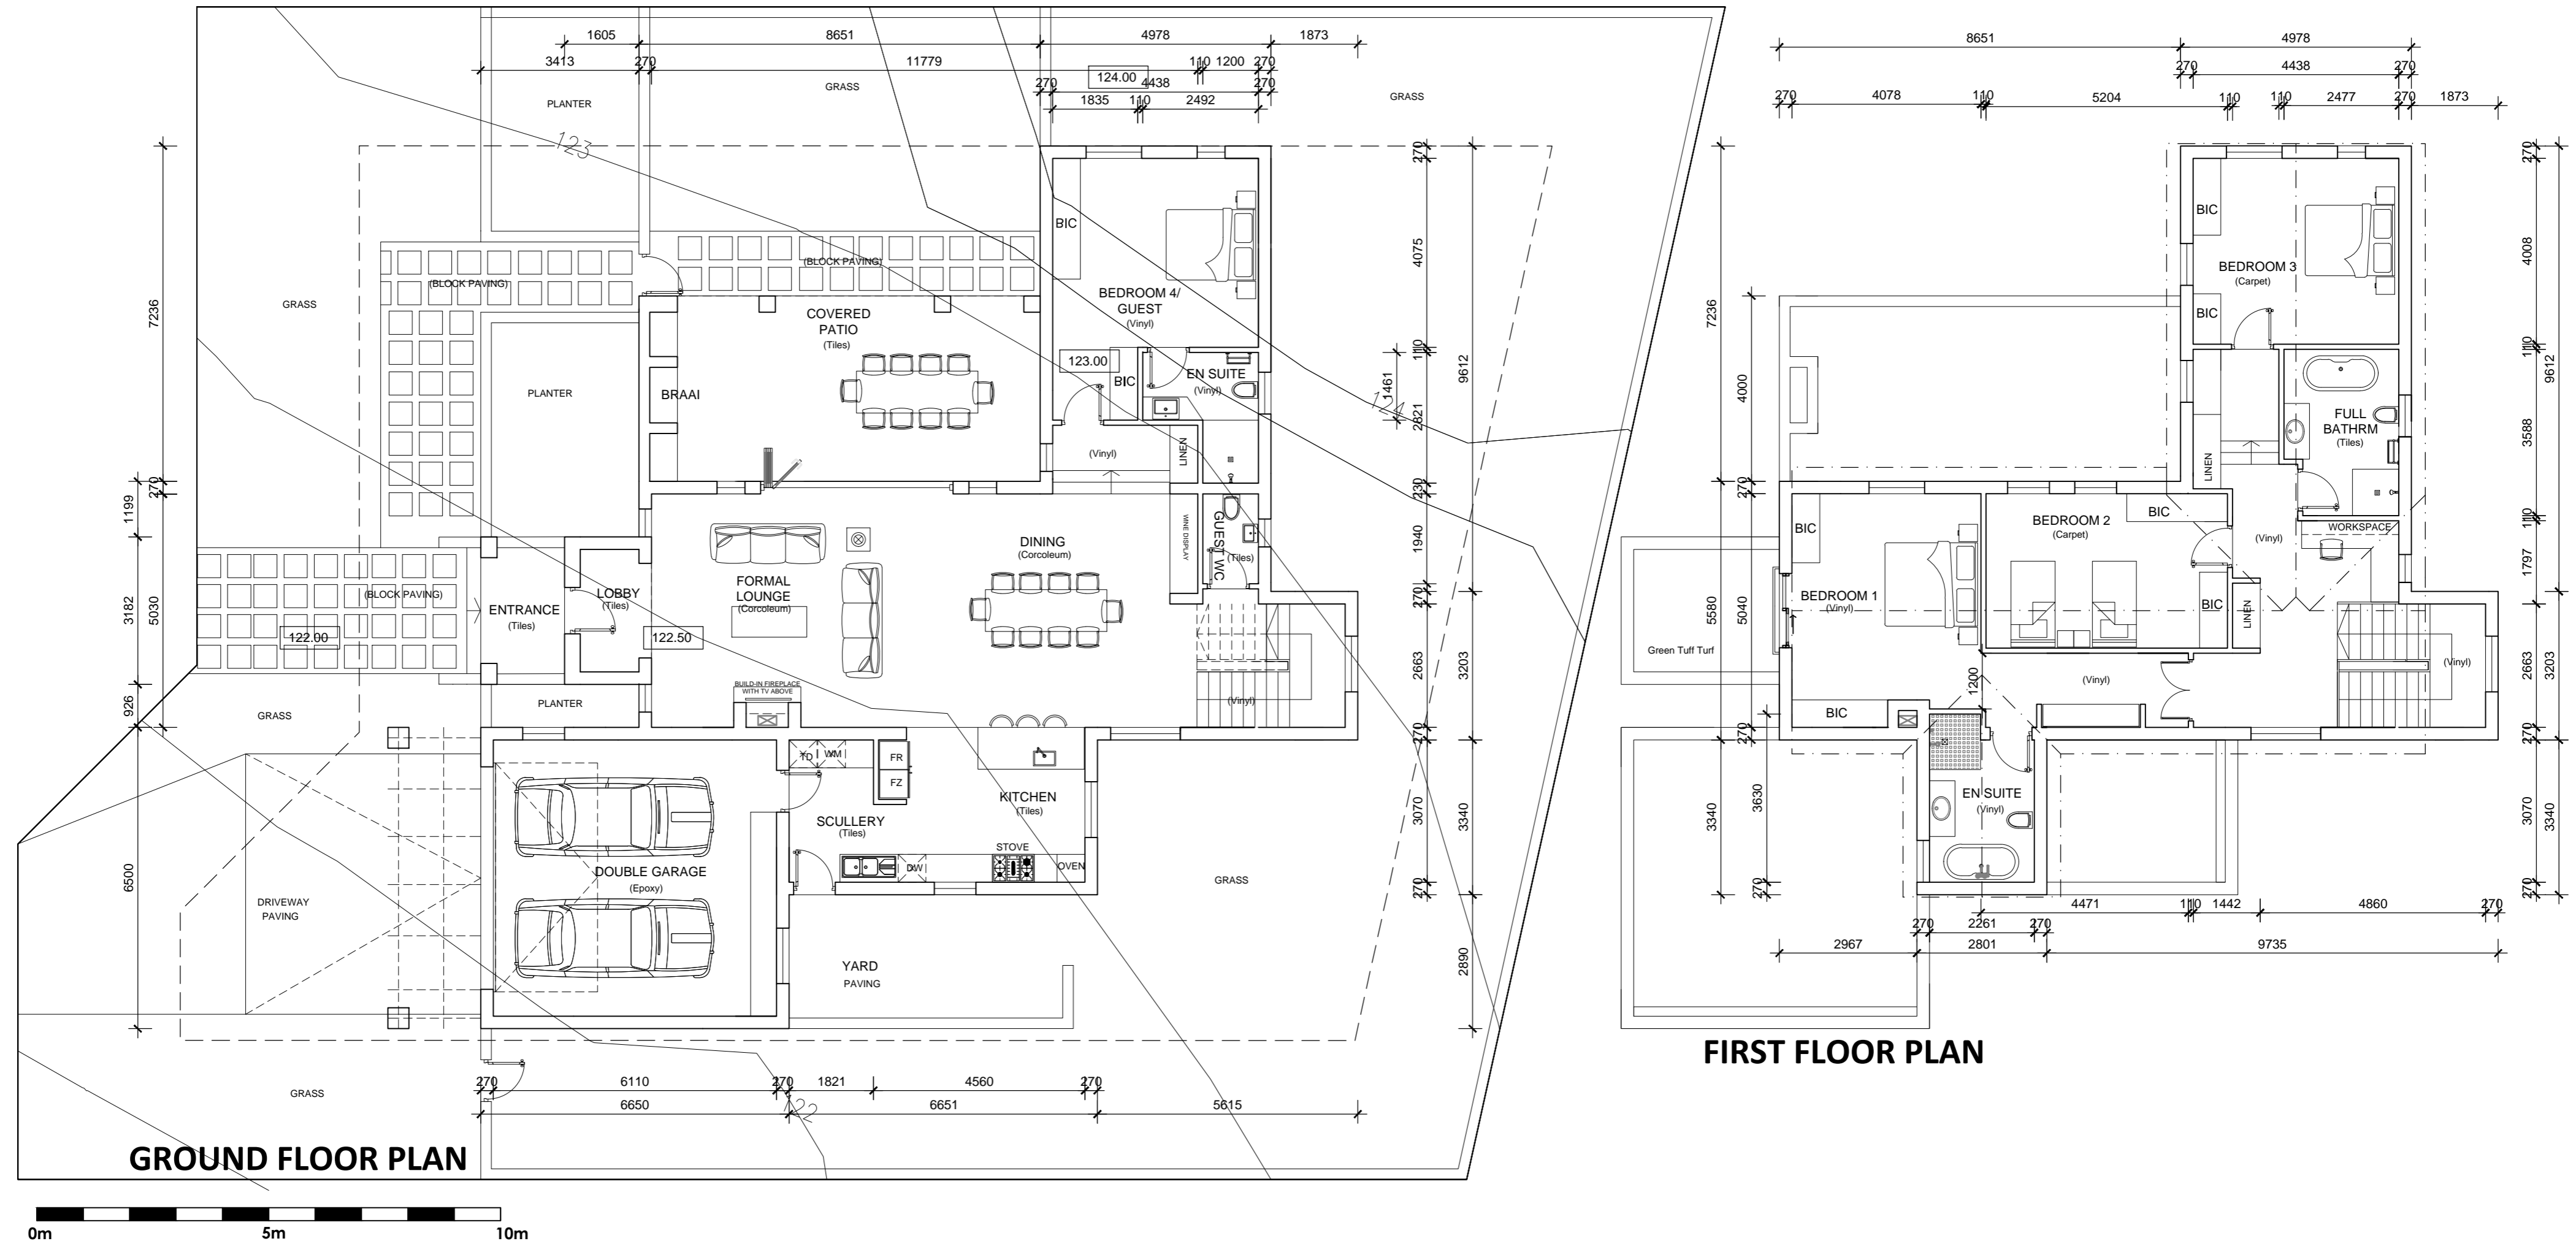 1605 8651 4978 1873
3413 270 11779 110 1200 270
124.00
270 4438 270
1835 110 2492
GRASS
PLANTER
GRASS
GRASS
123
(BLOCK PAVING)
(BLOCK PAVING)
BIC
BEDROOM 4/
GUEST
(Vinyl)
COVERED
PATIO
(Tiles)
GRASS
PLANTER
BRAAI
123.00
BIC
EN SUITE
(Vinyl)
124
(Vinyl)
LINEN
WINE DISPLAY
GUEST WC
(Tiles)
DINING
(Corcoleum)
FORMAL
LOUNGE
(Corcoleum)
LOBBY
(Tiles)
ENTRANCE
(Tiles)
(BLOCK PAVING)
122.00
122.50
BUILD-IN FIREPLACE
WITH TV ABOVE
(Vinyl)
GRASS
PLANTER
TD WM
FR
FZ
KITCHEN
(Tiles)
SCULLERY
(Tiles)
STOVE
OVEN
DW
DOUBLE GARAGE
(Epoxy)
DRIVEWAY
PAVING
YARD
PAVING
GRASS
GRASS
7236
1199 270
3182 5030
926
6500
270
4075
110
1461
2821
9612
230
1940
270
2663 3203
270
3070 3340
270
2890
270 6110 270 1821 4560 270
6650 6651 5615
122
GROUND FLOOR PLAN
0m 5m 10m
8651 4978
270 4438 270
270 4078 110 5204 110 110 2477 270 1873
7236
4000
270
5580 5040
270
3340
3630
270
BIC
BEDROOM 3
(Carpet)
BIC
FULL
BATHRM
(Tiles)
LINEN
BIC
BEDROOM 2
(Carpet)
BIC
WORKSPACE
(Vinyl)
BEDROOM 1
(Vinyl)
BIC
LINEN
Green Tuff Turf
1200
(Vinyl)
(Vinyl)
BIC
EN SUITE
(Vinyl)
270
4008
110
9612
3588
110
1797
270
2663 3203
270
3070 3340
270
4471 110 1442 4860 270
270 2261 270
2967 2801 9735
FIRST FLOOR PLAN